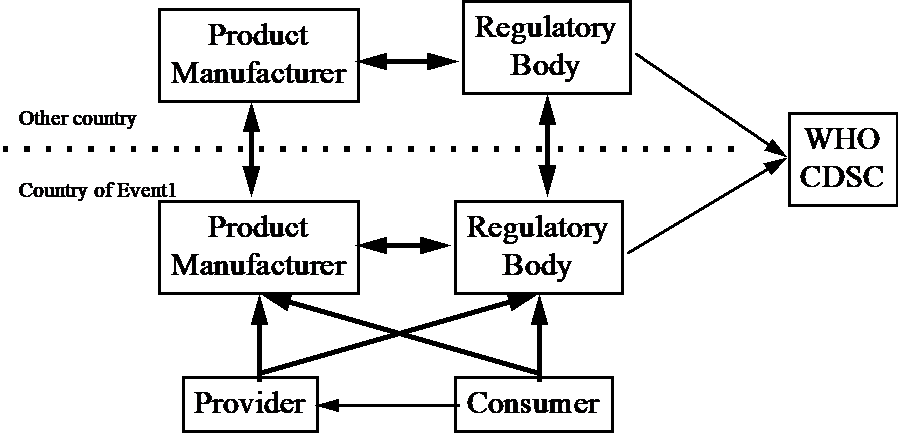 Product
Manufacturer
Regulatory
Body
Other country
WHO
CDSC
Country of Event1
Product
Manufacturer
Regulatory
Body
Provider
Consumer